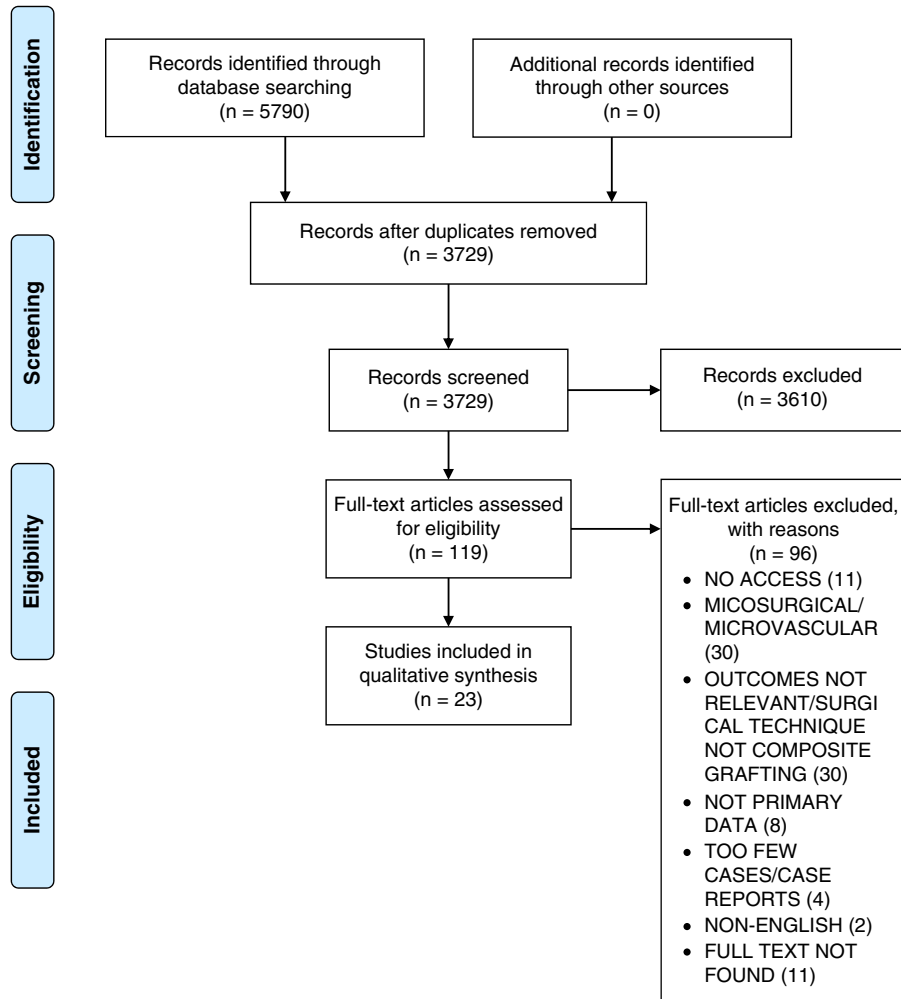 Identification
Records identified through
database searching
(n = 5790)
Additional records identified
through other sources
(n = 0)
Records after duplicates removed
(n = 3729)
Screening
Records screened
(n = 3729)
Records excluded
(n = 3610)
Eligibility
Full-text articles assessed
for eligibility
(n = 119)
Full-text articles excluded,
with reasons
(n = 96)
• NO ACCESS (11)
• MICOSURGICAL/
MICROVASCULAR
(30)
• OUTCOMES NOT
RELEVANT/SURGI
CAL TECHNIQUE
NOT COMPOSITE
GRAFTING (30)
• NOT PRIMARY
DATA (8)
• TOO FEW
CASES/CASE
REPORTS (4)
• NON-ENGLISH (2)
• FULL TEXT NOT
FOUND (11)
Included
Studies included in
qualitative synthesis
(n = 23)